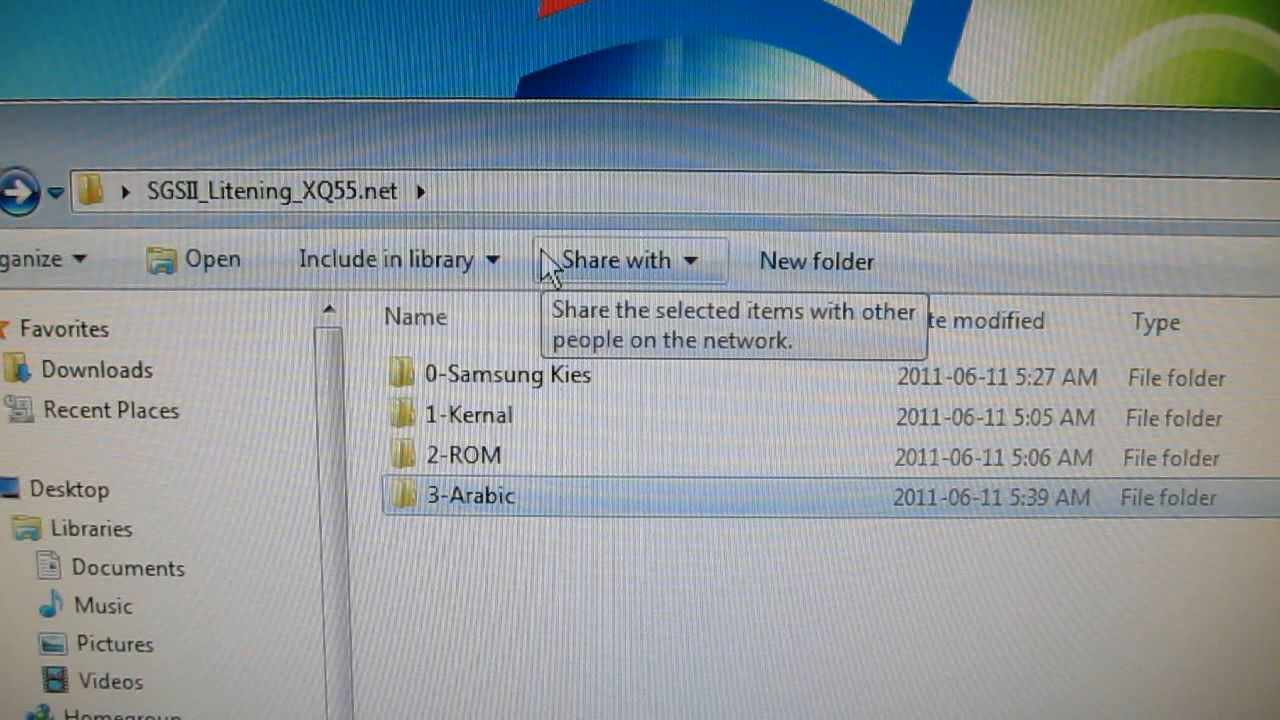 SGSII_Litening_XQ55.net
ganize Open Include in library Share with New folder
Share the selected items with other
people on the network.
Name te modified Type
Favorites
Downloads
Recent Places
Desktop
Libraries
Documents
Music
Pictures
Videos
Homegroup
0-Samsung Kies 2011-06-11 5:27 AM File folder
1-Kernal 2011-06-11 5:05 AM File folder
2-ROM 2011-06-11 5:06 AM File folder
3-Arabic 2011-06-11 5:39 AM File folder